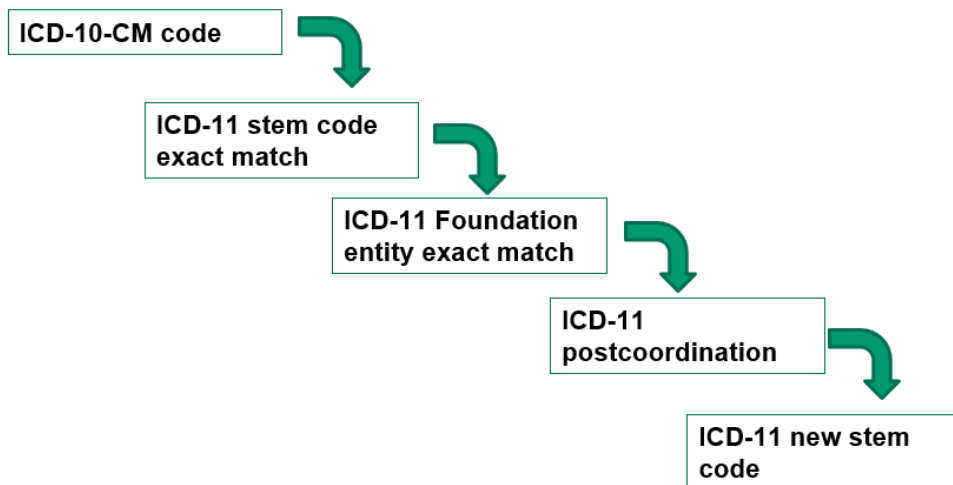 ICD-10-CM code
ICD-11 stem code
exact match
ICD-11 Foundation
entity exact match
ICD-11
postcoordination
ICD-11 new stem
code